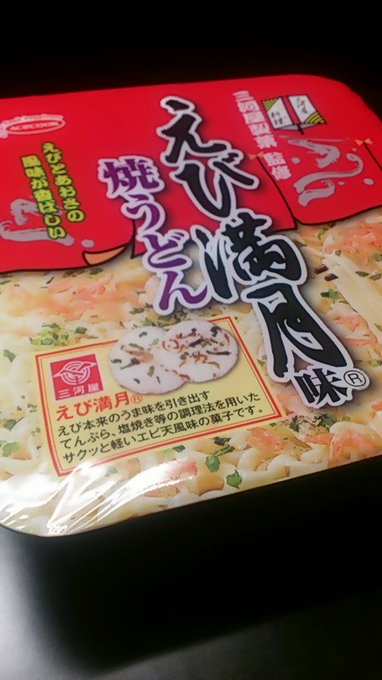 ACECOOK
えびとあおさの
風味が香ばしい
三河屋製菓 監修
えび満月®味
焼うどん
三河屋
えび満月®
えび本来のうま味を引き出す
てんぷら、塩焼き等の調理法を用いた
サクッと軽いエビ天風味の菓子です。